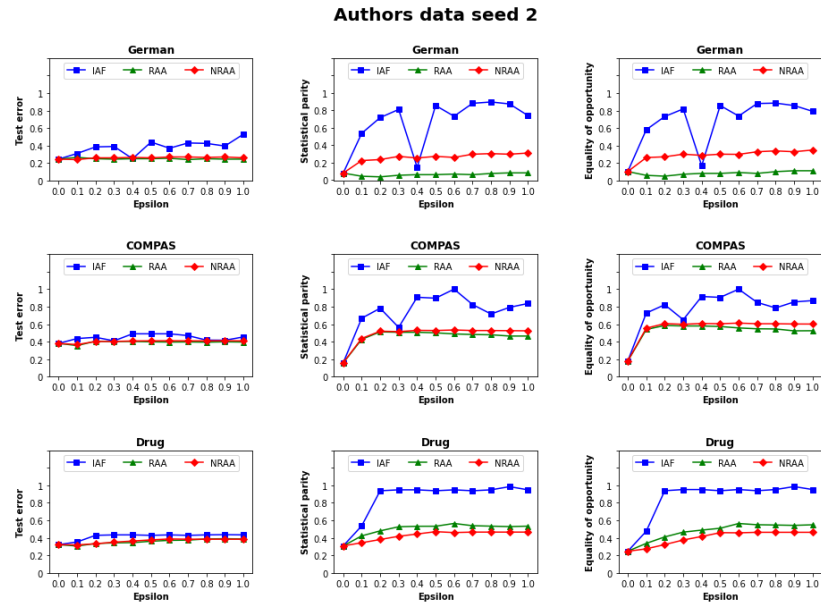 Authors data seed 2
German German German
IAF RAA NRAA IAF RAA NRAA IAF RAA NRAA
Test error Statistical parity Equality of opportunity
1 1 1
0.8 0.8 0.8
0.6 0.6 0.6
0.4 0.4 0.4
0.2 0.2 0.2
0 0 0
0.0 0.1 0.2 0.3 0.4 0.5 0.6 0.7 0.8 0.9 1.0 0.0 0.1 0.2 0.3 0.4 0.5 0.6 0.7 0.8 0.9 1.0 0.0 0.1 0.2 0.3 0.4 0.5 0.6 0.7 0.8 0.9 1.0
Epsilon Epsilon Epsilon
COMPAS COMPAS COMPAS
IAF RAA NRAA IAF RAA NRAA IAF RAA NRAA
Test error Statistical parity Equality of opportunity
1 1 1
0.8 0.8 0.8
0.6 0.6 0.6
0.4 0.4 0.4
0.2 0.2 0.2
0 0 0
0.0 0.1 0.2 0.3 0.4 0.5 0.6 0.7 0.8 0.9 1.0 0.0 0.1 0.2 0.3 0.4 0.5 0.6 0.7 0.8 0.9 1.0 0.0 0.1 0.2 0.3 0.4 0.5 0.6 0.7 0.8 0.9 1.0
Epsilon Epsilon Epsilon
Drug Drug Drug
IAF RAA NRAA IAF RAA NRAA IAF RAA NRAA
Test error Statistical parity Equality of opportunity
1 1 1
0.8 0.8 0.8
0.6 0.6 0.6
0.4 0.4 0.4
0.2 0.2 0.2
0 0 0
0.0 0.1 0.2 0.3 0.4 0.5 0.6 0.7 0.8 0.9 1.0 0.0 0.1 0.2 0.3 0.4 0.5 0.6 0.7 0.8 0.9 1.0 0.0 0.1 0.2 0.3 0.4 0.5 0.6 0.7 0.8 0.9 1.0
Epsilon Epsilon Epsilon